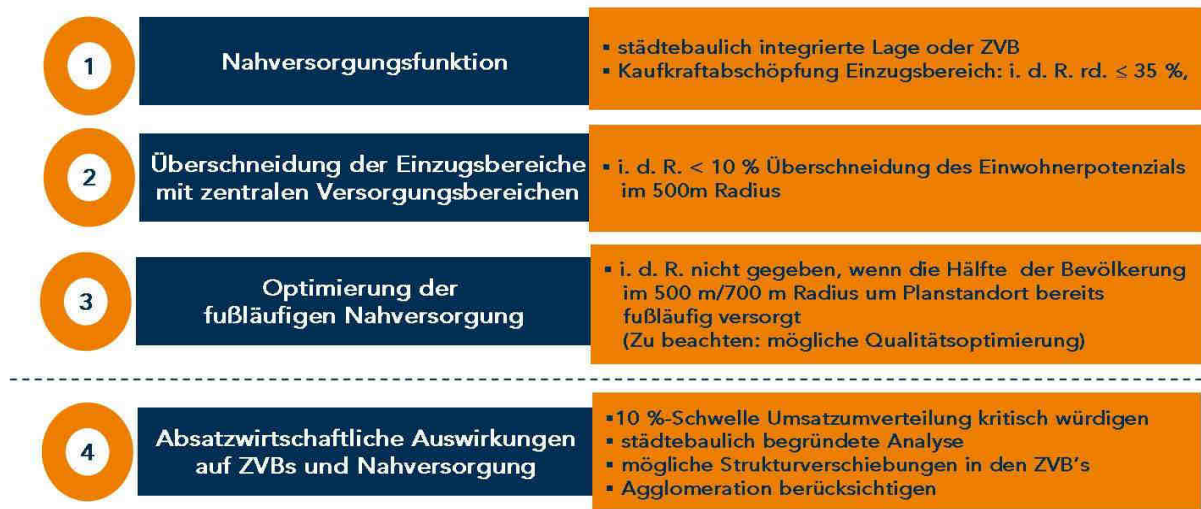 1
Nahversorgungsfunktion
▪ städtebaulich integrierte Lage oder ZVB
▪ Kaufkraftabschöpfung Einzugsbereich: i. d. R. rd. ≤ 35 %,
2
Überschneidung der Einzugsbereiche
mit zentralen Versorgungsbereichen
▪ i. d. R. < 10 % Überschneidung des Einwohnerpotenzials
im 500m Radius
3
Optimierung der
fußläufigen Nahversorgung
▪ i. d. R. nicht gegeben, wenn die Hälfte der Bevölkerung
im 500 m/700 m Radius um Planstandort bereits
fußläufig versorgt
(Zu beachten: mögliche Qualitätsoptimierung)
4
Absatzwirtschaftliche Auswirkungen
auf ZVBs und Nahversorgung
▪10 %-Schwelle Umsatzumverteilung kritisch würdigen
▪ städtebaulich begründete Analyse
▪ mögliche Strukturverschiebungen in den ZVB's
▪ Agglomeration berücksichtigen